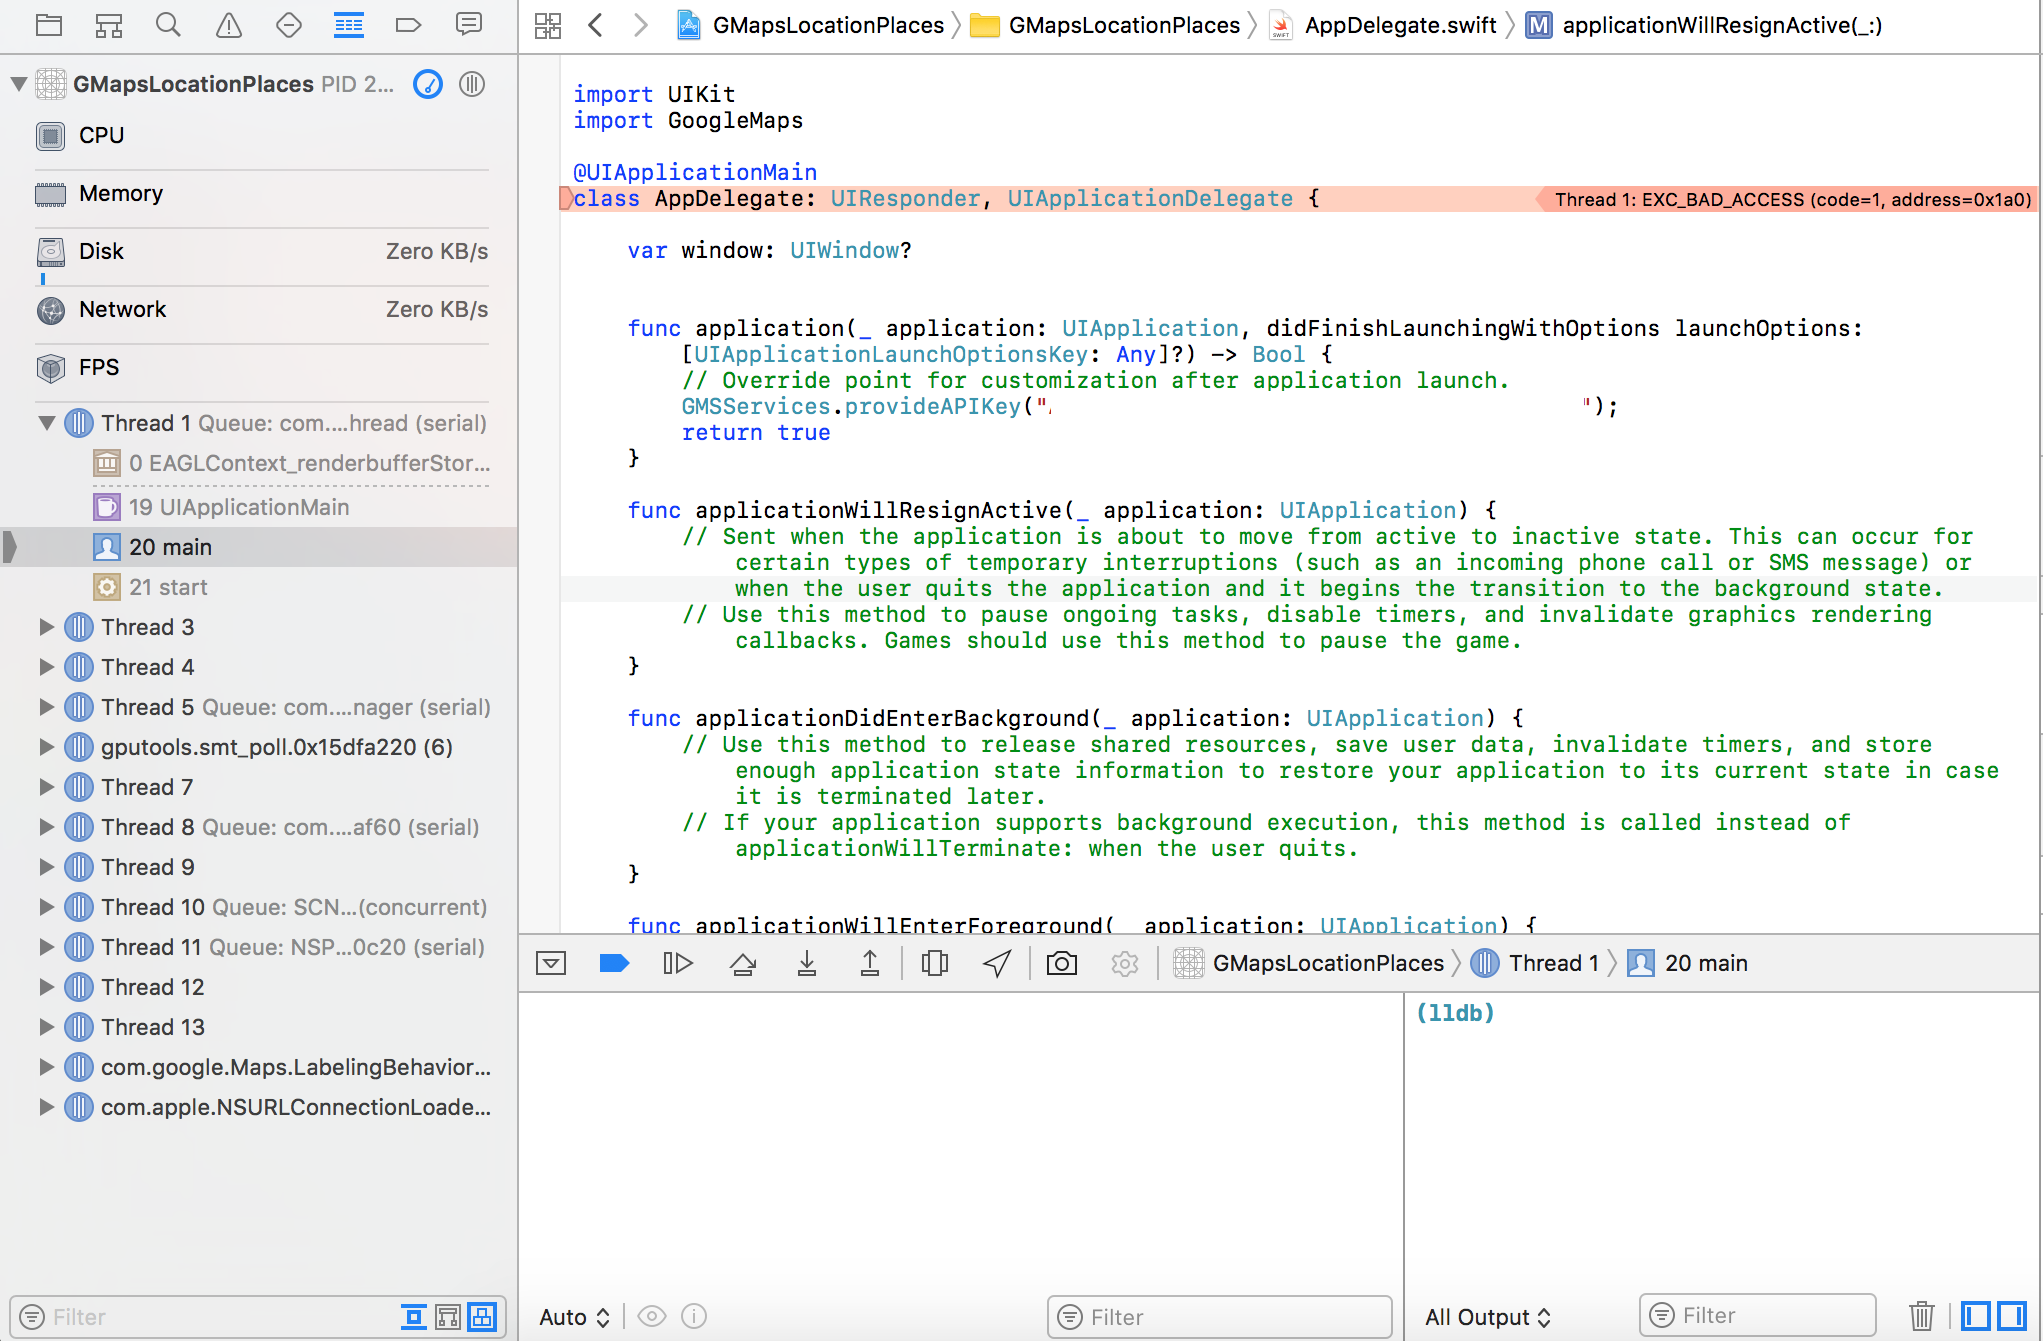 GMapsLocationPlaces GMapsLocationPlaces AppDelegate.swift M applicationWillResignActive(_:)
GMapsLocationPlaces PID 2...
CPU
Memory
Disk Zero KB/s
Network Zero KB/s
FPS
Thread 1 Queue: com....hread (serial)
0 EAGLContext_renderbufferStor...
19 UIApplicationMain
20 main
21 start
Thread 3
Thread 4
Thread 5 Queue: com....nager (serial)
gputools.smt_poll.0x15dfa220 (6)
Thread 7
Thread 8 Queue: com....af60 (serial)
Thread 9
Thread 10 Queue: SCN...(concurrent)
Thread 11 Queue: NSP...0c20 (serial)
Thread 12
Thread 13
com.google.Maps.LabelingBehavior...
com.apple.NSURLConnectionLoade...
Filter
import UIKit
import GoogleMaps
@UIApplicationMain
class AppDelegate: UIResponder, UIApplicationDelegate {
Thread 1: EXC_BAD_ACCESS (code=1, address=0x1a0)
var window: UIWindow?
func application(_ application: UIApplication, didFinishLaunchingWithOptions launchOptions:
[UIApplicationLaunchOptionsKey: Any]?) -> Bool {
// Override point for customization after application launch.
GMSServices.provideAPIKey(" ");
return true
}
func applicationWillResignActive(_ application: UIApplication) {
// Sent when the application is about to move from active to inactive state. This can occur for
certain types of temporary interruptions (such as an incoming phone call or SMS message) or
when the user quits the application and it begins the transition to the background state.
// Use this method to pause ongoing tasks, disable timers, and invalidate graphics rendering
callbacks. Games should use this method to pause the game.
}
func applicationDidEnterBackground(_ application: UIApplication) {
// Use this method to release shared resources, save user data, invalidate timers, and store
enough application state information to restore your application to its current state in case
it is terminated later.
// If your application supports background execution, this method is called instead of
applicationWillTerminate: when the user quits.
}
func applicationWillEnterForeground(_ application: UIApplication) {
GMapsLocationPlaces Thread 1 20 main
(lldb)
Auto Filter
All Output Filter